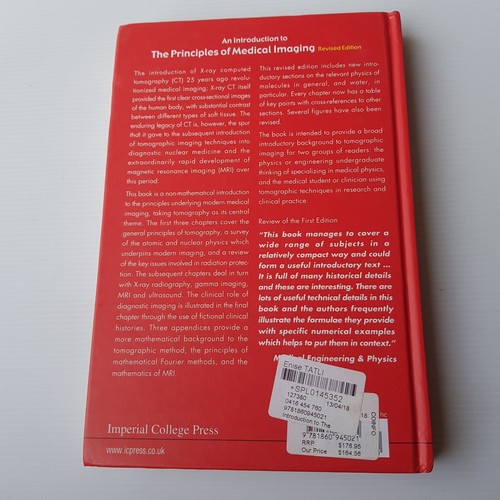 An Introduction to
The Principles of Medical Imaging Revised Edition
The introduction of X-ray computed
tomography (CT) 25 years ago revolu-
tionized medical imaging; X-ray CT itself
provided the first clear cross-sectional images
of the human body, with substantial contrast
between different types of soft tissue. The
enduring legacy of CT is, however, the spur
that it gave to the subsequent introduction
of tomographic imaging techniques into
diagnostic nuclear medicine and the
extraordinarily rapid development of
magnetic resonance imaging (MRI) over
this period.
This book is a non-mathematical introduction
to the principles underlying modern medical
imaging, taking tomography as its central
theme. The first three chapters cover the
general principles of tomography, a survey
of the atomic and nuclear physics which
underpins modern imaging, and a review
of the key issues involved in radiation protec-
tion. The subsequent chapters deal in turn
with X-ray radiography, gamma imaging,
MRI and ultrasound. The clinical role of
diagnostic imaging is illustrated in the final
chapter through the use of fictional clinical
histories. Three appendices provide a
more mathematical background to the
tomographic method, the principles of
mathematical Fourier methods, and the
mathematics of MRI.
This revised edition includes new intro-
ductory sections on the relevant physics of
molecules in general, and water, in
particular. Every chapter now has a table
of key points with cross-references to other
sections. Several figures have also been
revised.
The book is intended to provide a broad
introductory background to tomographic
imaging for two groups of readers: the
physics or engineering undergraduate
thinking of specializing in medical physics,
and the medical student or clinician using
tomographic techniques in research and
clinical practice.
Review of the First Edition
"This book manages to cover a
wide range of subjects in a
relatively compact way and could
form a useful introductory text ...
It is full of many historical details
and these are interesting. There are
lots of useful technical details in this
book and the authors frequently
illustrate the formulae they provide
with specific numerical examples
which helps to put them in context."
Engineering & Physics
Enise TATLI
+SPL0145352
127360 13/04/18
0416 454 760
9781860945021
Introduction to The
9 781860 945021
RRP $176.95
Our Price $164.56
Imperial College Press
www.icpress.co.uk